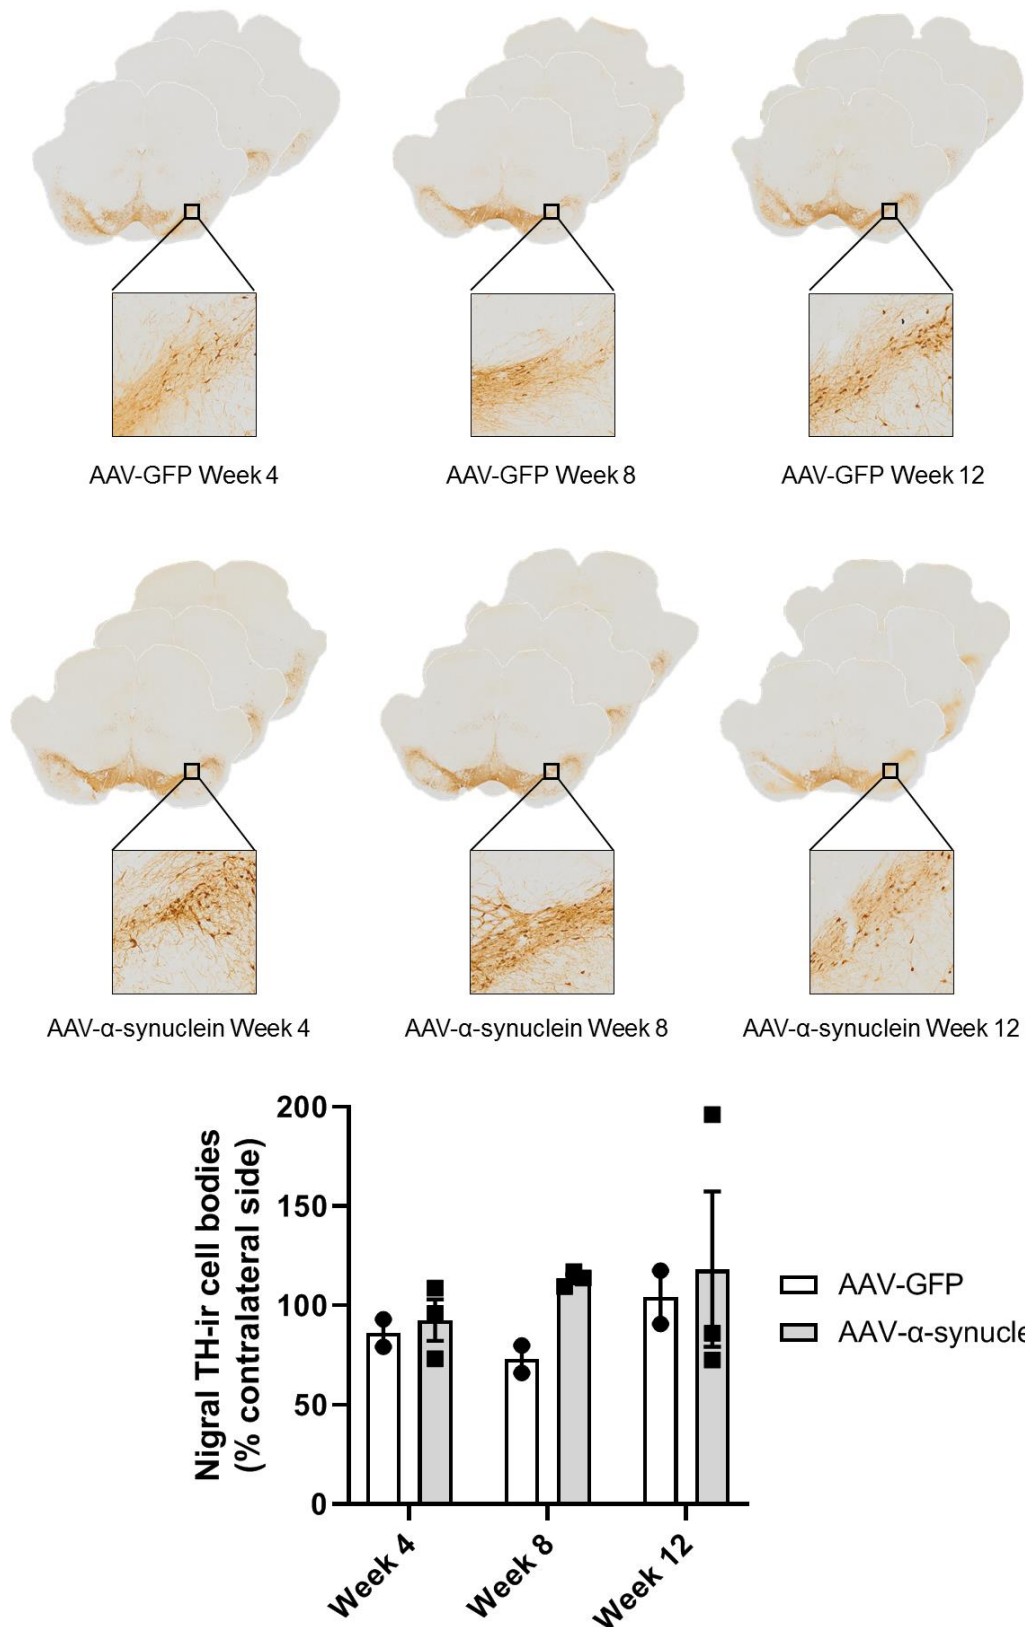 AAV-GFP Week 4
AAV-GFP Week 8
AAV-GFP Week 12
AAV-α-synuclein Week 4
AAV-α-synuclein Week 8
AAV-α-synuclein Week 12
Nigral TH-ir cell bodies
(% contralateral side)
200
150
100
50
0
Week 4
Week 8
Week 12
AAV-GFP
AAV-α-synucle